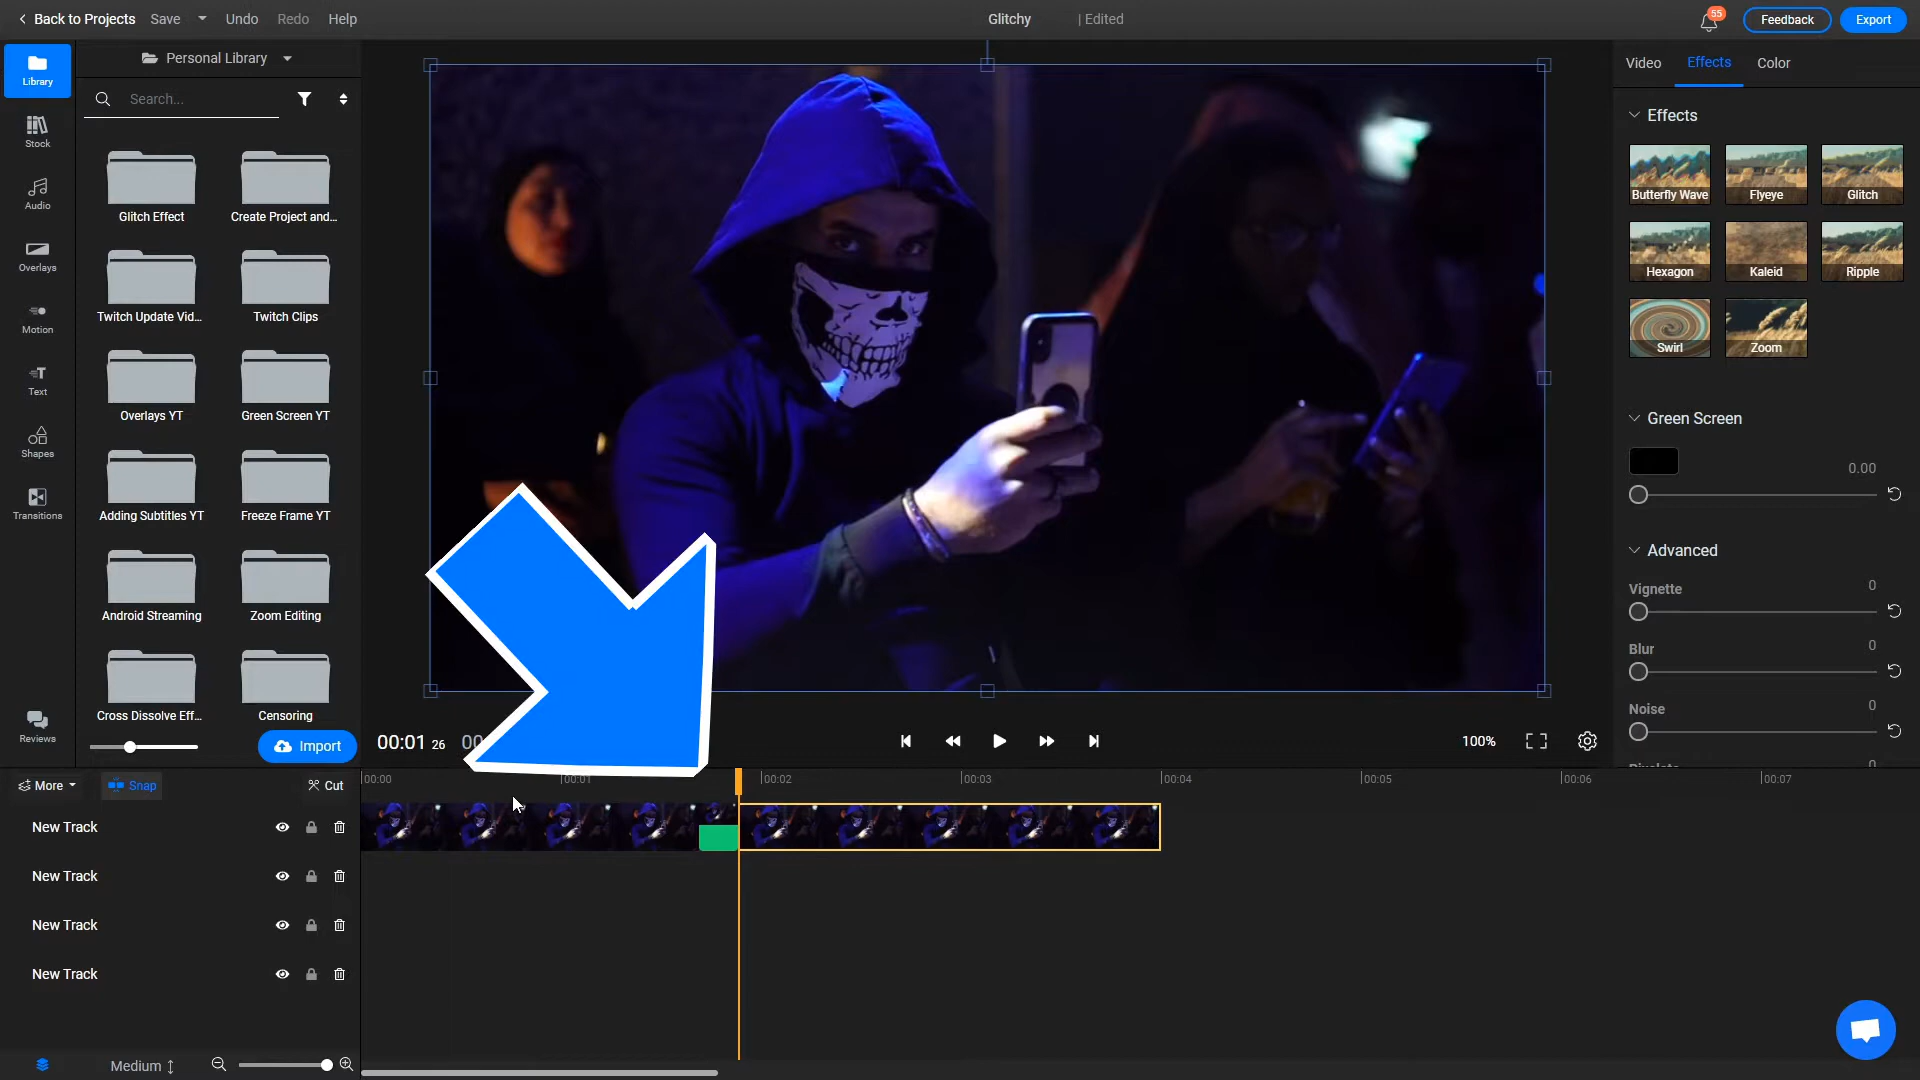 Back to Projects Save Undo Redo Help
Glitchy | Edited
55
Feedback Export
Library
Stock
Audio
Overlays
Motion
Text
Shapes
Transitions
Reviews
Personal Library
Search...
Glitch Effect Create Project and...
Twitch Update Vid... Twitch Clips
Overlays YT Green Screen YT
Adding Subtitles YT Freeze Frame YT
Android Streaming Zoom Editing
Cross Dissolve Eff... Censoring
Import
Video Effects Color
Effects
Butterfly Wave Flyeye Glitch
Hexagon Kaleid Ripple
Swirl Zoom
Green Screen
0.00
Advanced
Vignette 0
Blur 0
Noise 0
00:01 26
100%
More Snap Cut
00:00 00:01 00:02 00:03 00:04 00:05 00:06 00:07
New Track
New Track
New Track
New Track
Medium